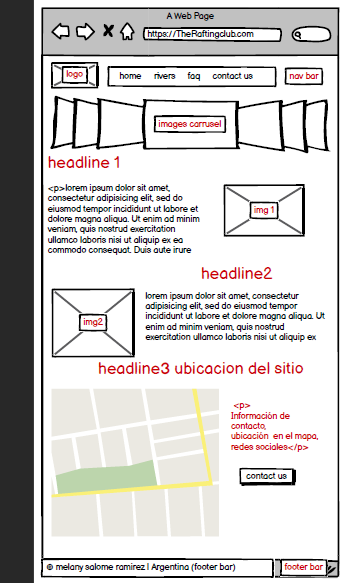 A Web Page
https://TheRaftingclub.com
logo
home rivers faq contact us
nav bar
images carrusel
headline 1
<p>lorem ipsum dolor sit amet,
consectetur adipisicing elit, sed do
eiusmod tempor incididunt ut labore et
dolore magna aliqua. Ut enim ad minim
veniam, quis nostrud exercitation
ullamco laboris nisi ut aliquip ex ea
commodo consequat. Duis aute irure
img 1
headline2
img2
lorem ipsum dolor sit amet, consectetur
adipisicing elit, sed do eiusmod tempor
incididunt ut labore et dolore magna aliqua. Ut
enim ad minim veniam, quis nostrud
exercitation ullamco laboris nisi ut aliquip ex
headline3 ubicacion del sitio
<p>
Información de
contacto,
ubicación en el mapa,
redes sociales</p>
contact us
© melany salome ramirez | Argentina (footer bar)
footer bar